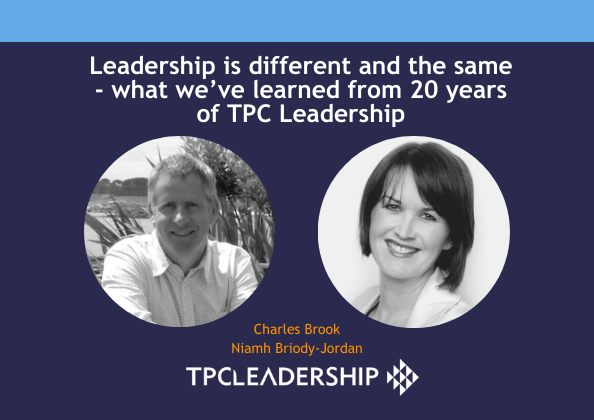 Leadership is different and the same
- what we’ve learned from 20 years
of TPC Leadership
Charles Brook
Niamh Briody-Jordan
TPCLEADERSHIP